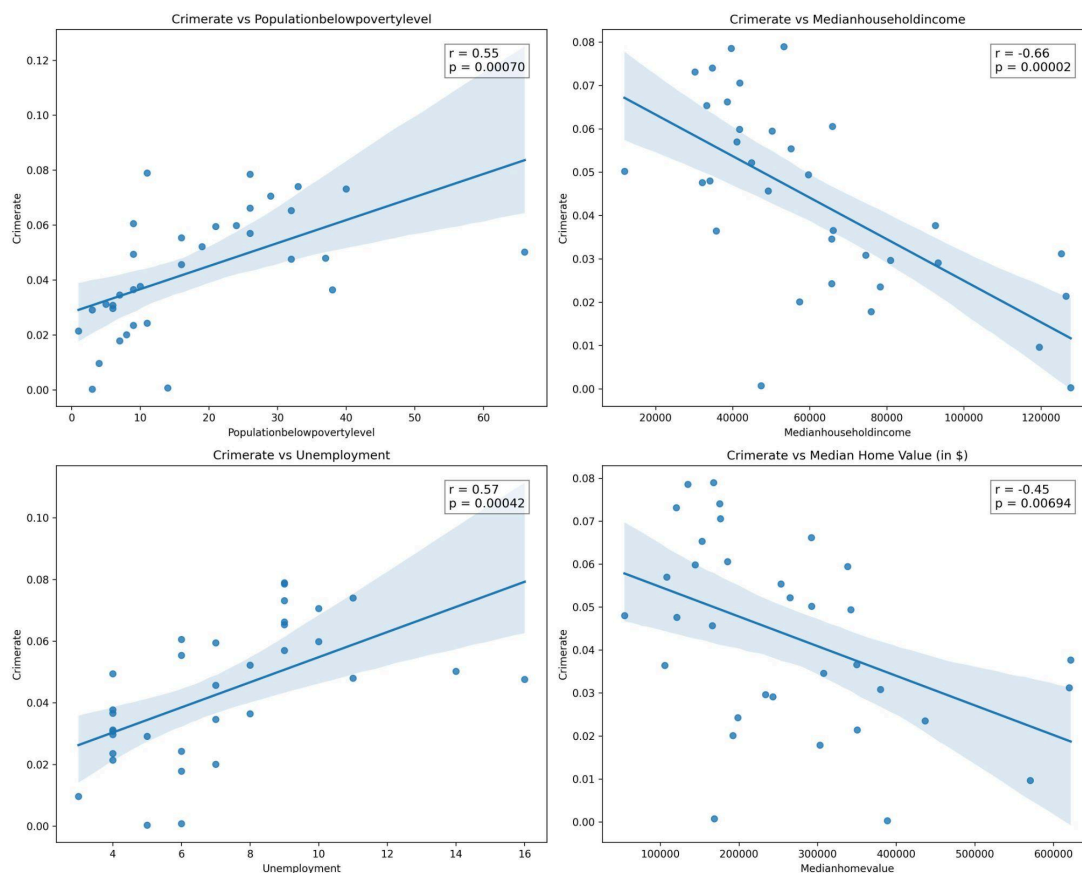 Crimerate vs Populationbelowpovertylevel
r = 0.55
p = 0.00070
0.12
0.10
0.08
0.06
0.04
0.02
0.00
Crimerate
0 10 20 30 40 50 60
Populationbelowpovertylevel
Crimerate vs Medianhouseholdincome
r = -0.66
p = 0.00002
0.08
0.07
0.06
0.05
0.04
0.03
0.02
0.01
0.00
Crimerate
20000 40000 60000 80000 100000 120000
Medianhouseholdincome
Crimerate vs Unemployment
r = 0.57
p = 0.00042
0.10
0.08
0.06
0.04
0.02
0.00
Crimerate
4 6 8 10 12 14 16
Unemployment
Crimerate vs Median Home Value (in $)
r = -0.45
p = 0.00694
0.08
0.07
0.06
0.05
0.04
0.03
0.02
0.01
0.00
Crimerate
100000 200000 300000 400000 500000 600000
Medianhomevalue